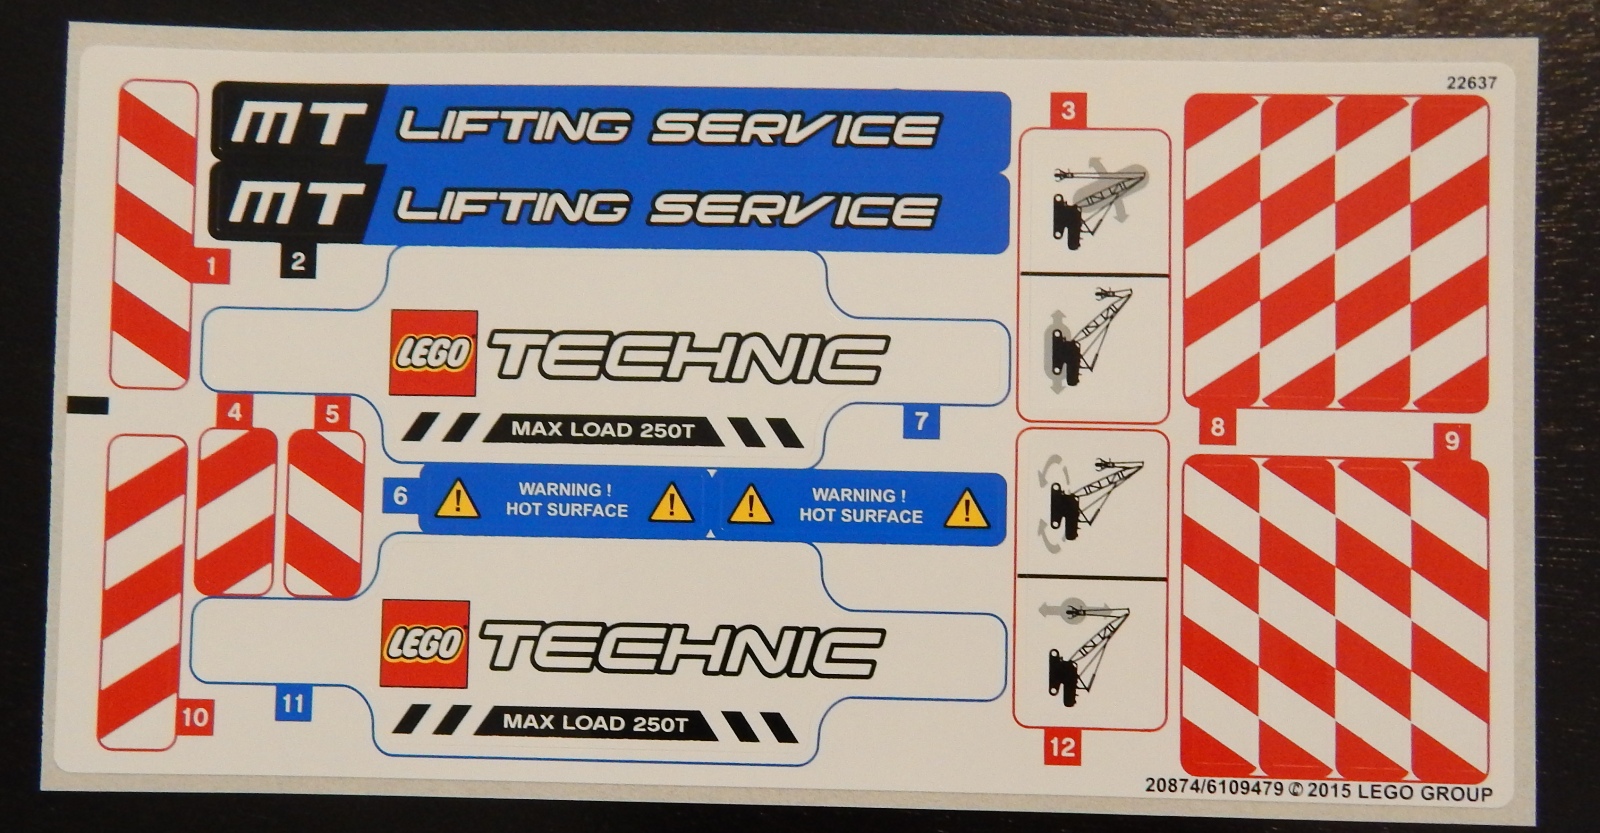 22637
MT LIFTING SERVICE
MT LIFTING SERVICE
1
2
3
LEGO TECHNIC
MAX LOAD 250T
4
5
7
8
9
6
WARNING !
HOT SURFACE
WARNING !
HOT SURFACE
LEGO TECHNIC
MAX LOAD 250T
10
11
12
20874/6109479 © 2015 LEGO GROUP